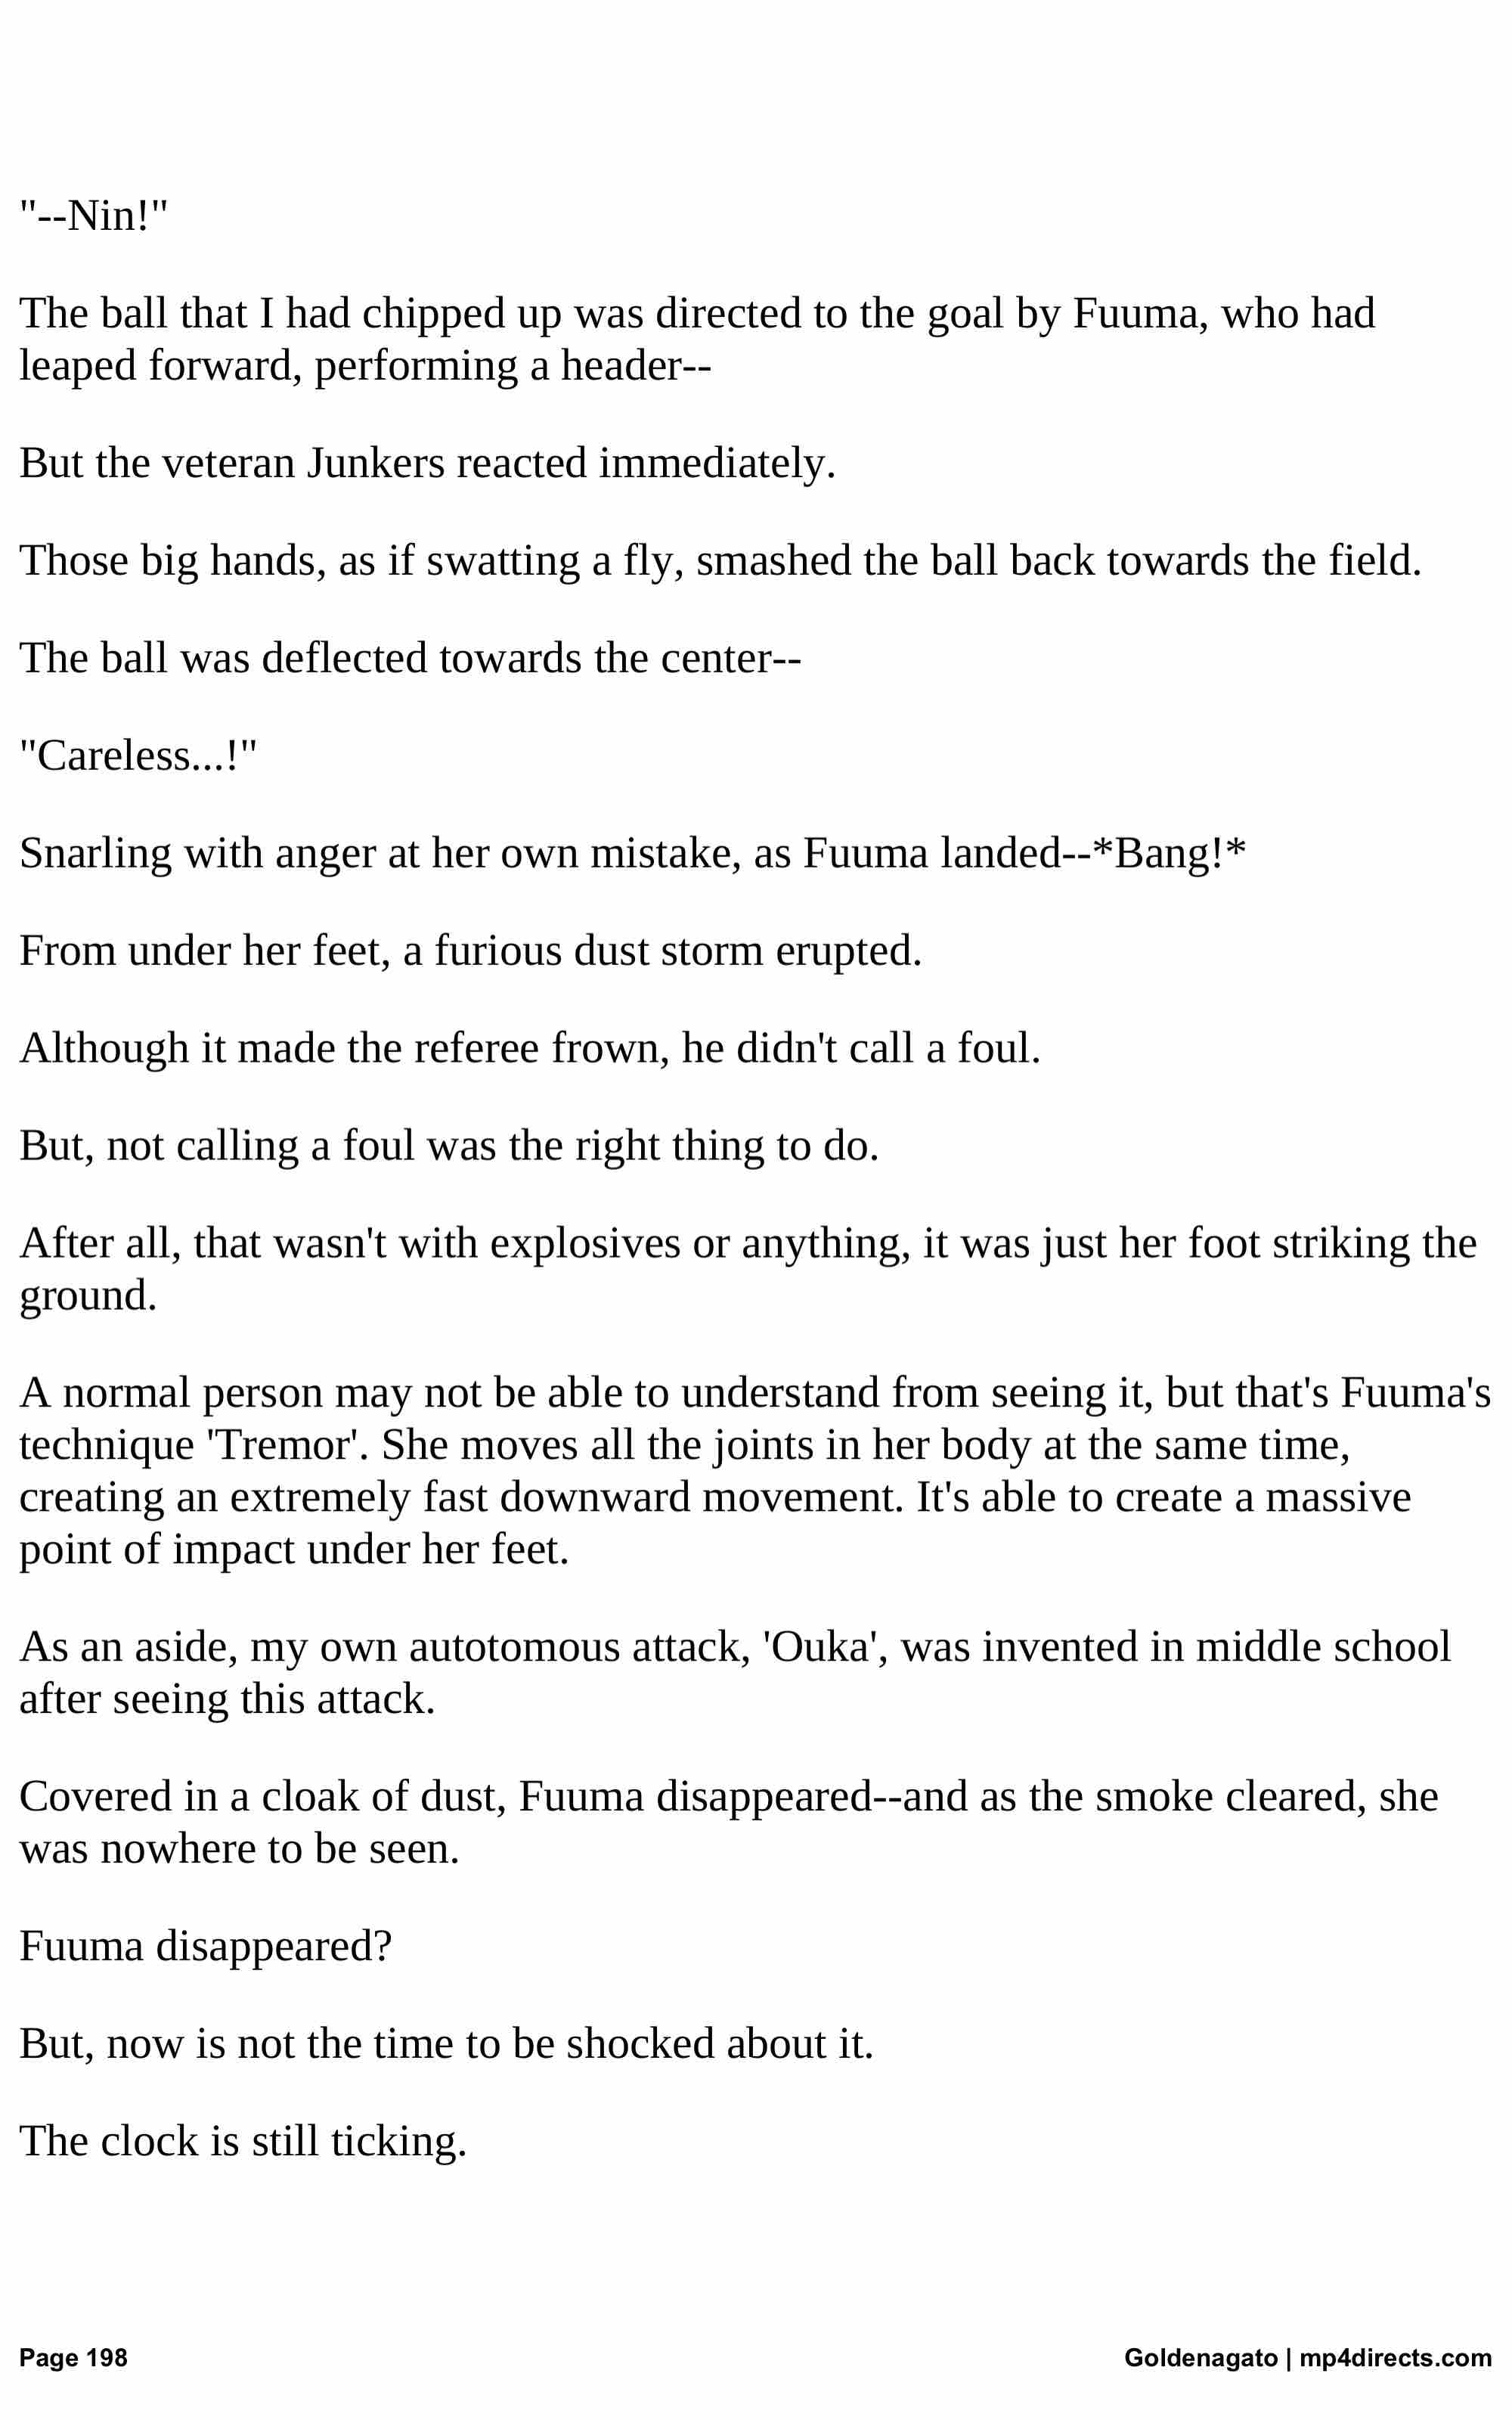 "--Nin!"
The ball that I had chipped up was directed to the goal by Fuuma, who had
leaped forward, performing a header--
But the veteran Junkers reacted immediately.
Those big hands, as if swatting a fly, smashed the ball back towards the field.
The ball was deflected towards the center--
"Careless...!"
Snarling with anger at her own mistake, as Fuuma landed--*Bang!*
From under her feet, a furious dust storm erupted.
Although it made the referee frown, he didn't call a foul.
But, not calling a foul was the right thing to do.
After all, that wasn't with explosives or anything, it was just her foot striking the
ground.
A normal person may not be able to understand from seeing it, but that's Fuuma's
technique 'Tremor'. She moves all the joints in her body at the same time,
creating an extremely fast downward movement. It's able to create a massive
point of impact under her feet.
As an aside, my own autotomous attack, 'Ouka', was invented in middle school
after seeing this attack.
Covered in a cloak of dust, Fuuma disappeared--and as the smoke cleared, she
was nowhere to be seen.
Fuuma disappeared?
But, now is not the time to be shocked about it.
The clock is still ticking.
Page 198
Goldenagato | mp4directs.com